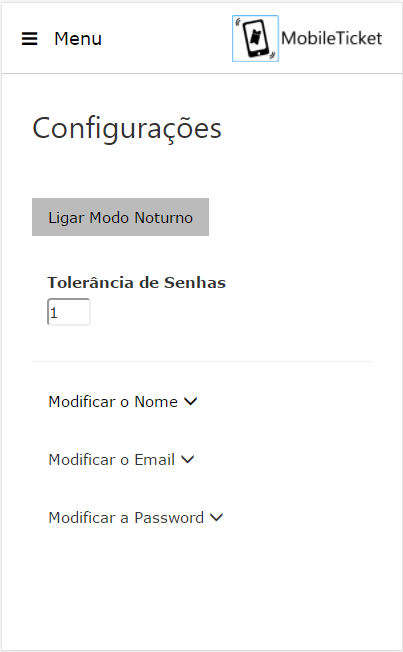 Menu
MobileTicket
Configurações
Ligar Modo Noturno
Tolerância de Senhas
1
Modificar o Nome
Modificar o Email
Modificar a Password